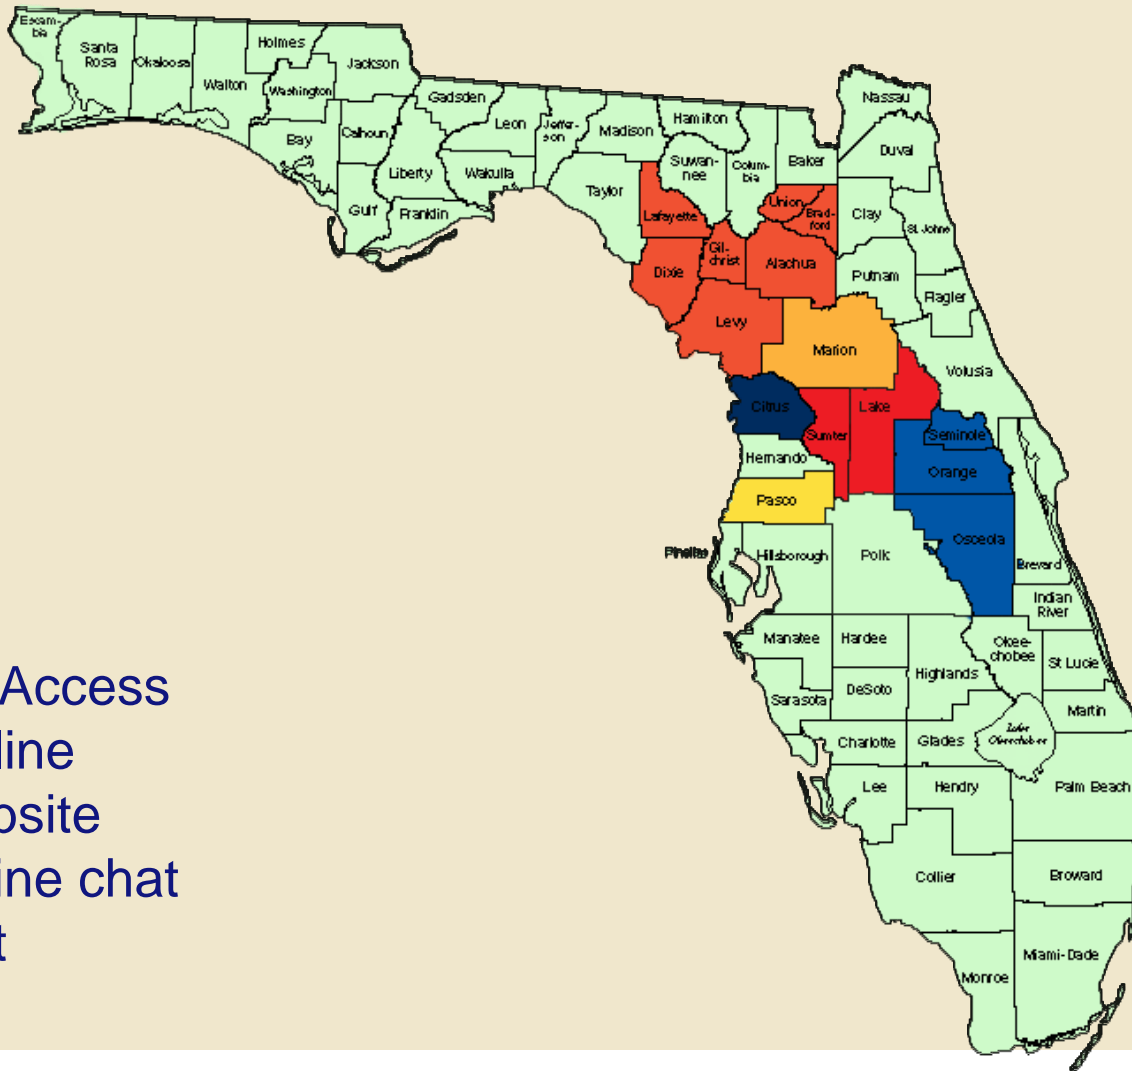 Escam-
bia
Santa
Rosa
Okaloosa
Walton
Holmes
Washington
Jackson
Bay
Calhoun
Gulf
Liberty
Franklin
Gadsden
Leon
Wakulla
Jeffer-
son
Madison
Taylor
Hamilton
Suwan-
nee
Colum-
bia
Baker
Nassau
Duval
Lafayette
Union
Brad-
ford
Clay
St. Johns
Dixie
Gil-
christ
Alachua
Putnam
Flagler
Levy
Marion
Volusia
Citrus
Sumter
Lake
Seminole
Hernando
Orange
Pasco
Osceola
Pinellas
Hillsborough
Polk
Brevard
Indian
River
Manatee
Hardee
Highlands
Okee-
chobee
St Lucie
Sarasota
DeSoto
Martin
Charlotte
Glades
Lake
Okeechobee
Lee
Hendry
Palm Beach
Collier
Broward
Monroe
Miami-Dade
Access
line
osite
ine chat
t